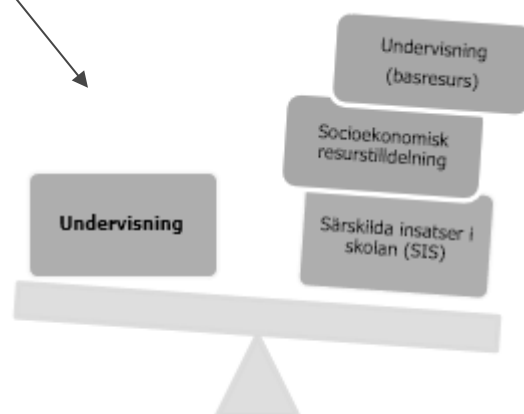 Undervisning
(basresurs)
Socioekonomisk
resurstilldelning
Undervisning
Särskilda insatser i
skolan (SIS)